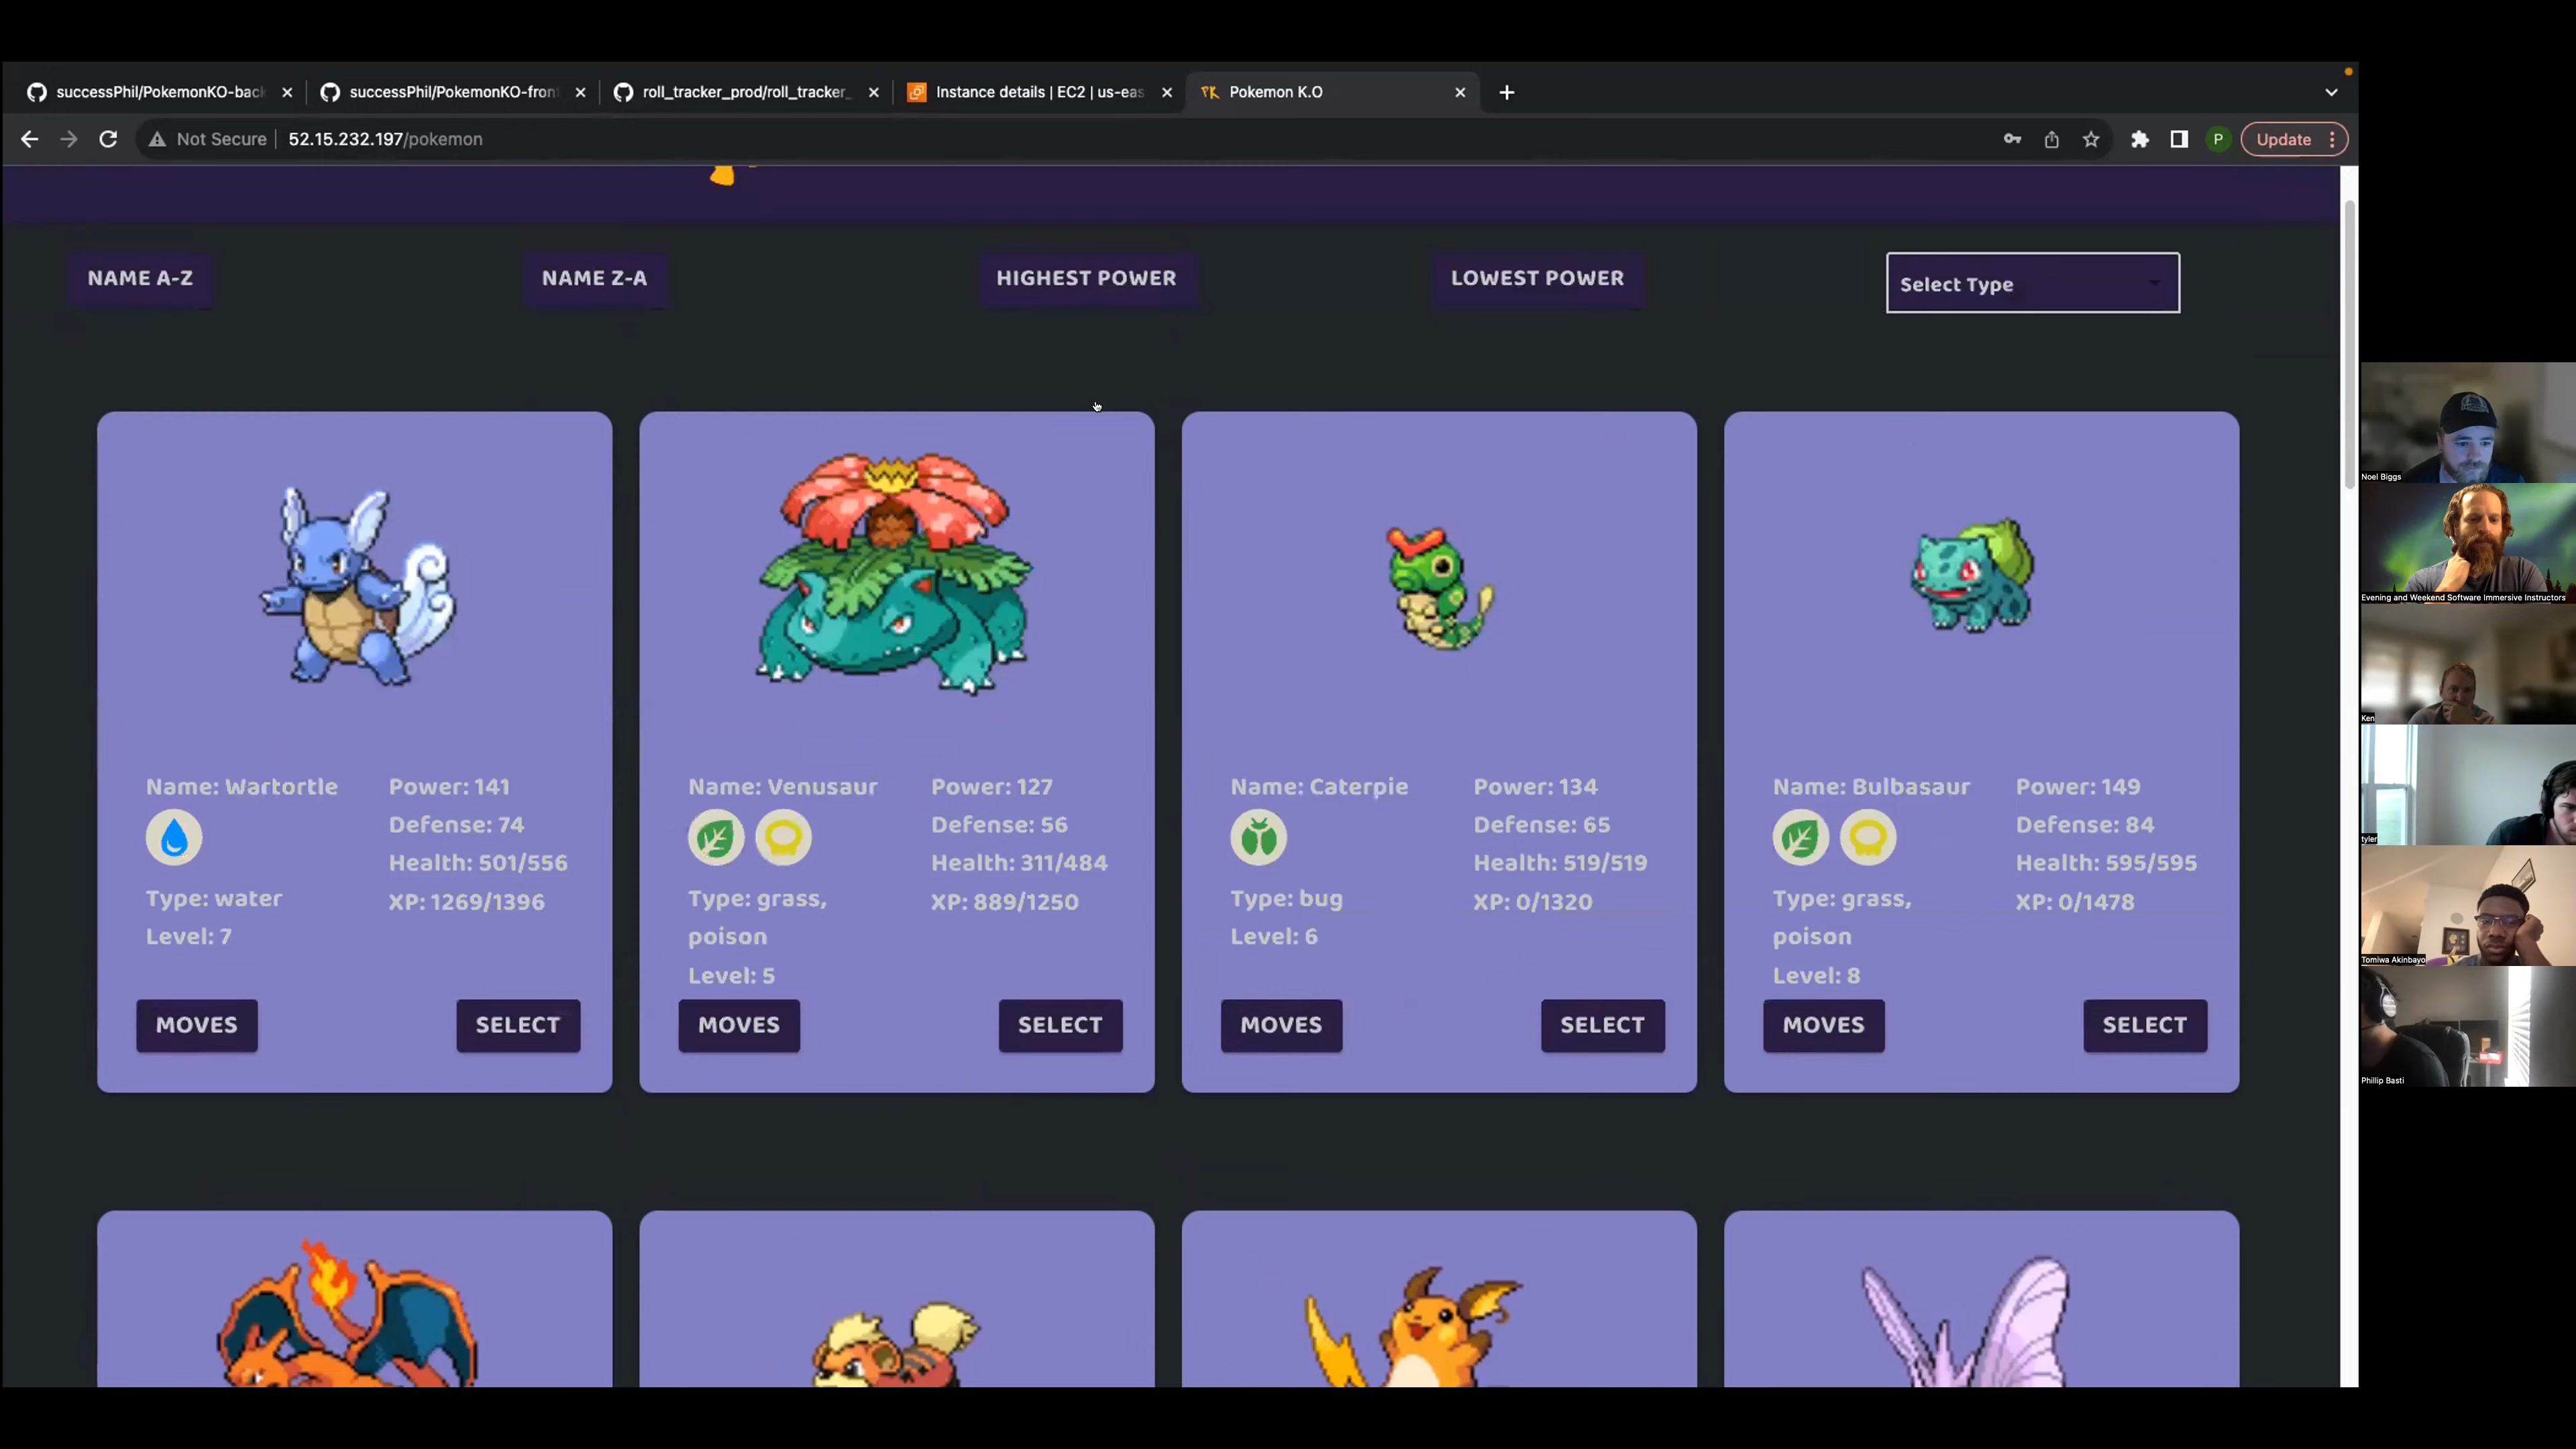 successPhil/PokemonKO-back
successPhil/PokemonKO-fron
roll_tracker_prod/roll_tracker_
Instance details | EC2 | us-eas
Pokemon K.O
Not Secure
52.15.232.197/pokemon
P
Update
NAME A-Z
NAME Z-A
HIGHEST POWER
LOWEST POWER
Select Type
Name: Wartortle
Type: water
Level: 7
Power: 141
Defense: 74
Health: 501/556
XP: 1269/1396
MOVES
SELECT
Name: Venusaur
Type: grass,
poison
Level: 5
Power: 127
Defense: 56
Health: 311/484
XP: 889/1250
MOVES
SELECT
Name: Caterpie
Type: bug
Level: 6
Power: 134
Defense: 65
Health: 519/519
XP: 0/1320
MOVES
SELECT
Name: Bulbasaur
Type: grass,
poison
Level: 8
Power: 149
Defense: 84
Health: 595/595
XP: 0/1478
MOVES
SELECT
Noel Biggs
Evening and Weekend Software Immersive Instructors
Ken
tyler
Tomiwa Akinbayo
Phillip Basti